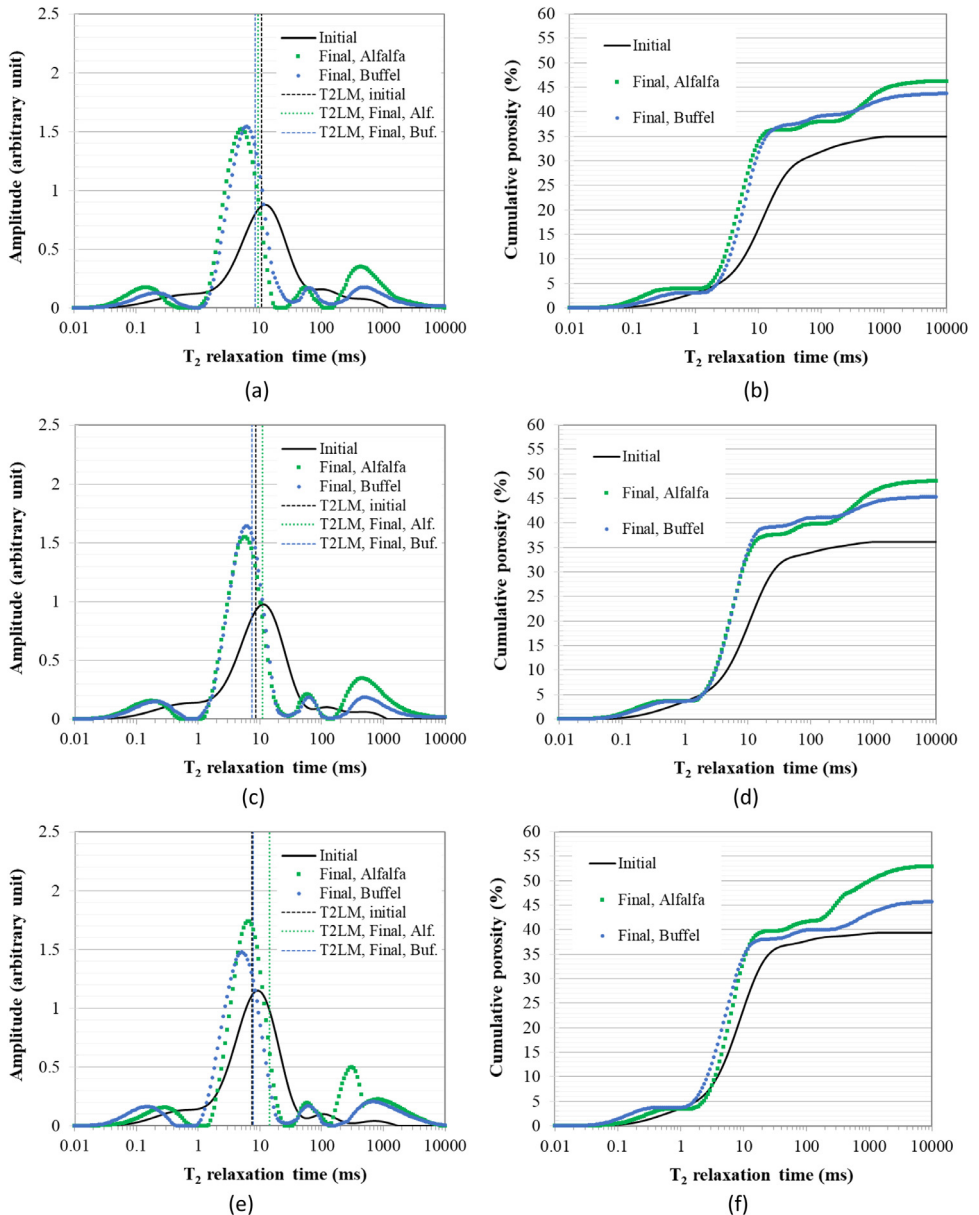 2.5
2
1.5
1
0.5
0
Amplitude (arbitrary unit)
Initial
Final, Alfalfa
Final, Buffel
T2LM, initial
T2LM, Final, Alf.
T2LM, Final, Buf.
0.01 0.1 1 10 100 1000 10000
T2 relaxation time (ms)
(a)
60
55
50
45
40
35
30
25
20
15
10
5
0
Cumulative porosity (%)
Initial
Final, Alfalfa
Final, Buffel
0.01 0.1 1 10 100 1000 10000
T2 relaxation time (ms)
(b)
2.5
2
1.5
1
0.5
0
Amplitude (arbitrary unit)
Initial
Final, Alfalfa
Final, Buffel
T2LM, initial
T2LM, Final, Alf.
T2LM, Final, Buf.
0.01 0.1 1 10 100 1000 10000
T2 relaxation time (ms)
(c)
60
55
50
45
40
35
30
25
20
15
10
5
0
Cumulative porosity (%)
Initial
Final, Alfalfa
Final, Buffel
0.01 0.1 1 10 100 1000 10000
T2 relaxation time (ms)
(d)
2.5
2
1.5
1
0.5
0
Amplitude (arbitrary unit)
Initial
Final, Alfalfa
Final, Buffel
T2LM, initial
T2LM, Final, Alf.
T2LM, Final, Buf.
0.01 0.1 1 10 100 1000 10000
T2 relaxation time (ms)
(e)
60
55
50
45
40
35
30
25
20
15
10
5
0
Cumulative porosity (%)
Initial
Final, Alfalfa
Final, Buffel
0.01 0.1 1 10 100 1000 10000
T2 relaxation time (ms)
(f)